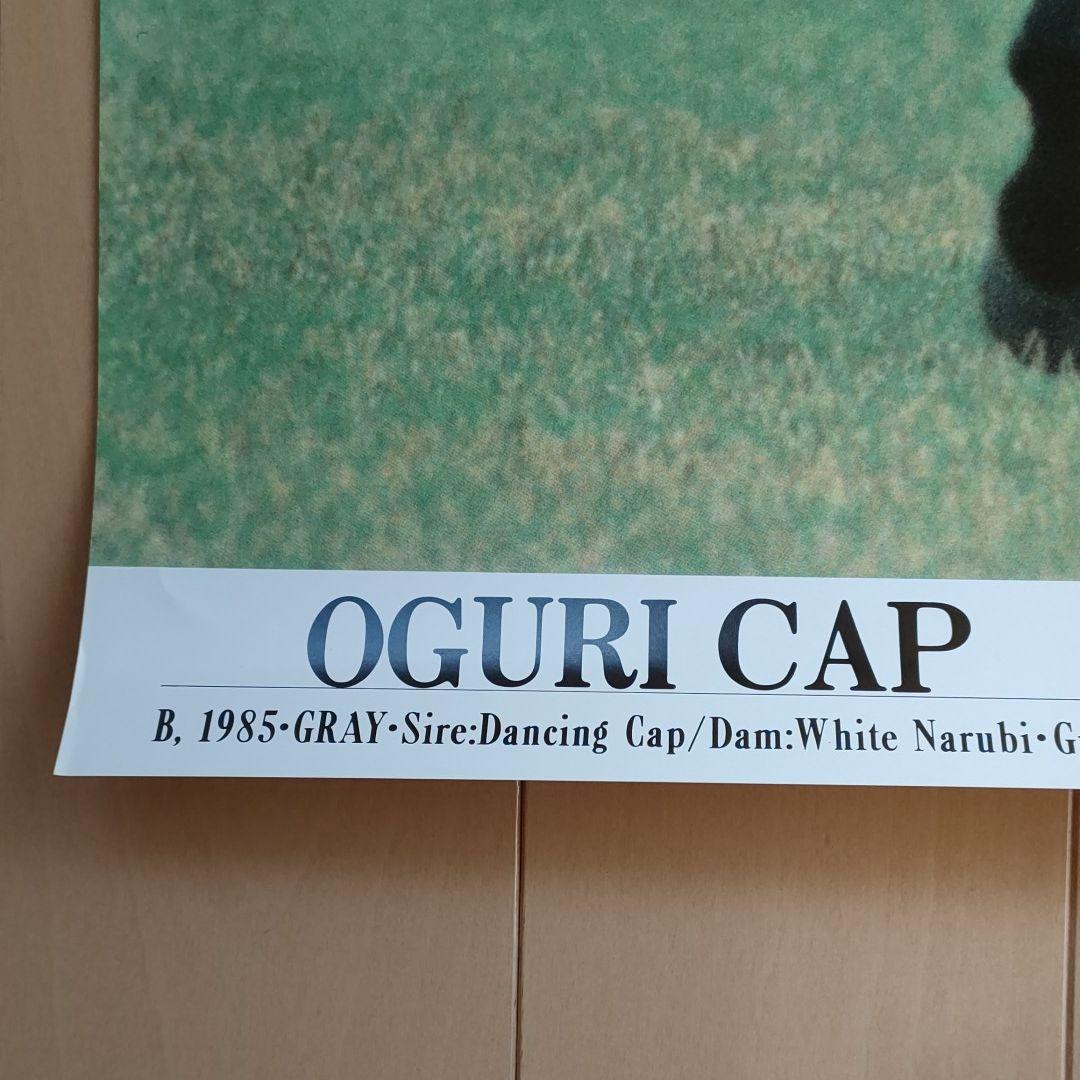 OGURI CAP
B, 1985・GRAY・Sire:Dancing Cap/Dam:White Narubi・G